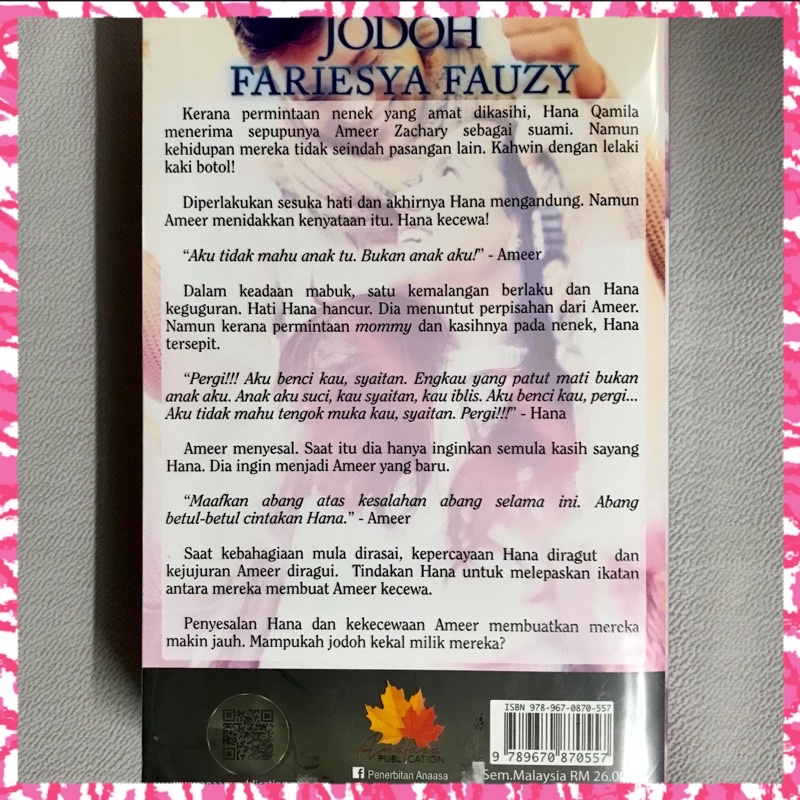 JODOH
FARIESYA FAUZY
Kerana permintaan nenek yang amat dikasihi, Hana Qamila
menerima sepupunya Ameer Zachary sebagai suami. Namun
kehidupan mereka tidak seindah pasangan lain. Kahwin dengan lelaki
kaki botol!
Diperlakukan sesuka hati dan akhirnya Hana mengandung. Namun
Ameer menidakkan kenyataan itu. Hana kecewa!
“Aku tidak mahu anak tu. Bukan anak aku!” - Ameer
Dalam keadaan mabuk, satu kemalangan berlaku dan Hana
keguguran. Hati Hana hancur. Dia menuntut perpisahan dari Ameer.
Namun kerana permintaan mommy dan kasihnya pada nenek, Hana
tersepit.
“Pergi!!! Aku benci kau, syaitan. Engkau yang patut mati bukan
anak aku. Anak aku suci, kau syaitan, kau iblis. Aku benci kau, pergi...
Aku tidak mahu tengok muka kau, syaitan. Pergi!!!” - Hana
Ameer menyesal. Saat itu dia hanya inginkan semula kasih sayang
Hana. Dia ingin menjadi Ameer yang baru.
“Maafkan abang atas kesalahan abang selama ini. Abang
betul-betul cintakan Hana.” - Ameer
Saat kebahagiaan mula dirasai, kepercayaan Hana diragut dan
kejujuran Ameer diragui. Tindakan Hana untuk melepaskan ikatan
antara mereka membuat Ameer kecewa.
Penyesalan Hana dan kekecewaan Ameer membuatkan mereka
makin jauh. Mampukah jodoh kekal milik mereka?
Anaasa
PUBLICATION
Penerbitan Anaasa
ISBN 978-967-0870-557
9 789670 870557
Sem.Malaysia RM 26.00